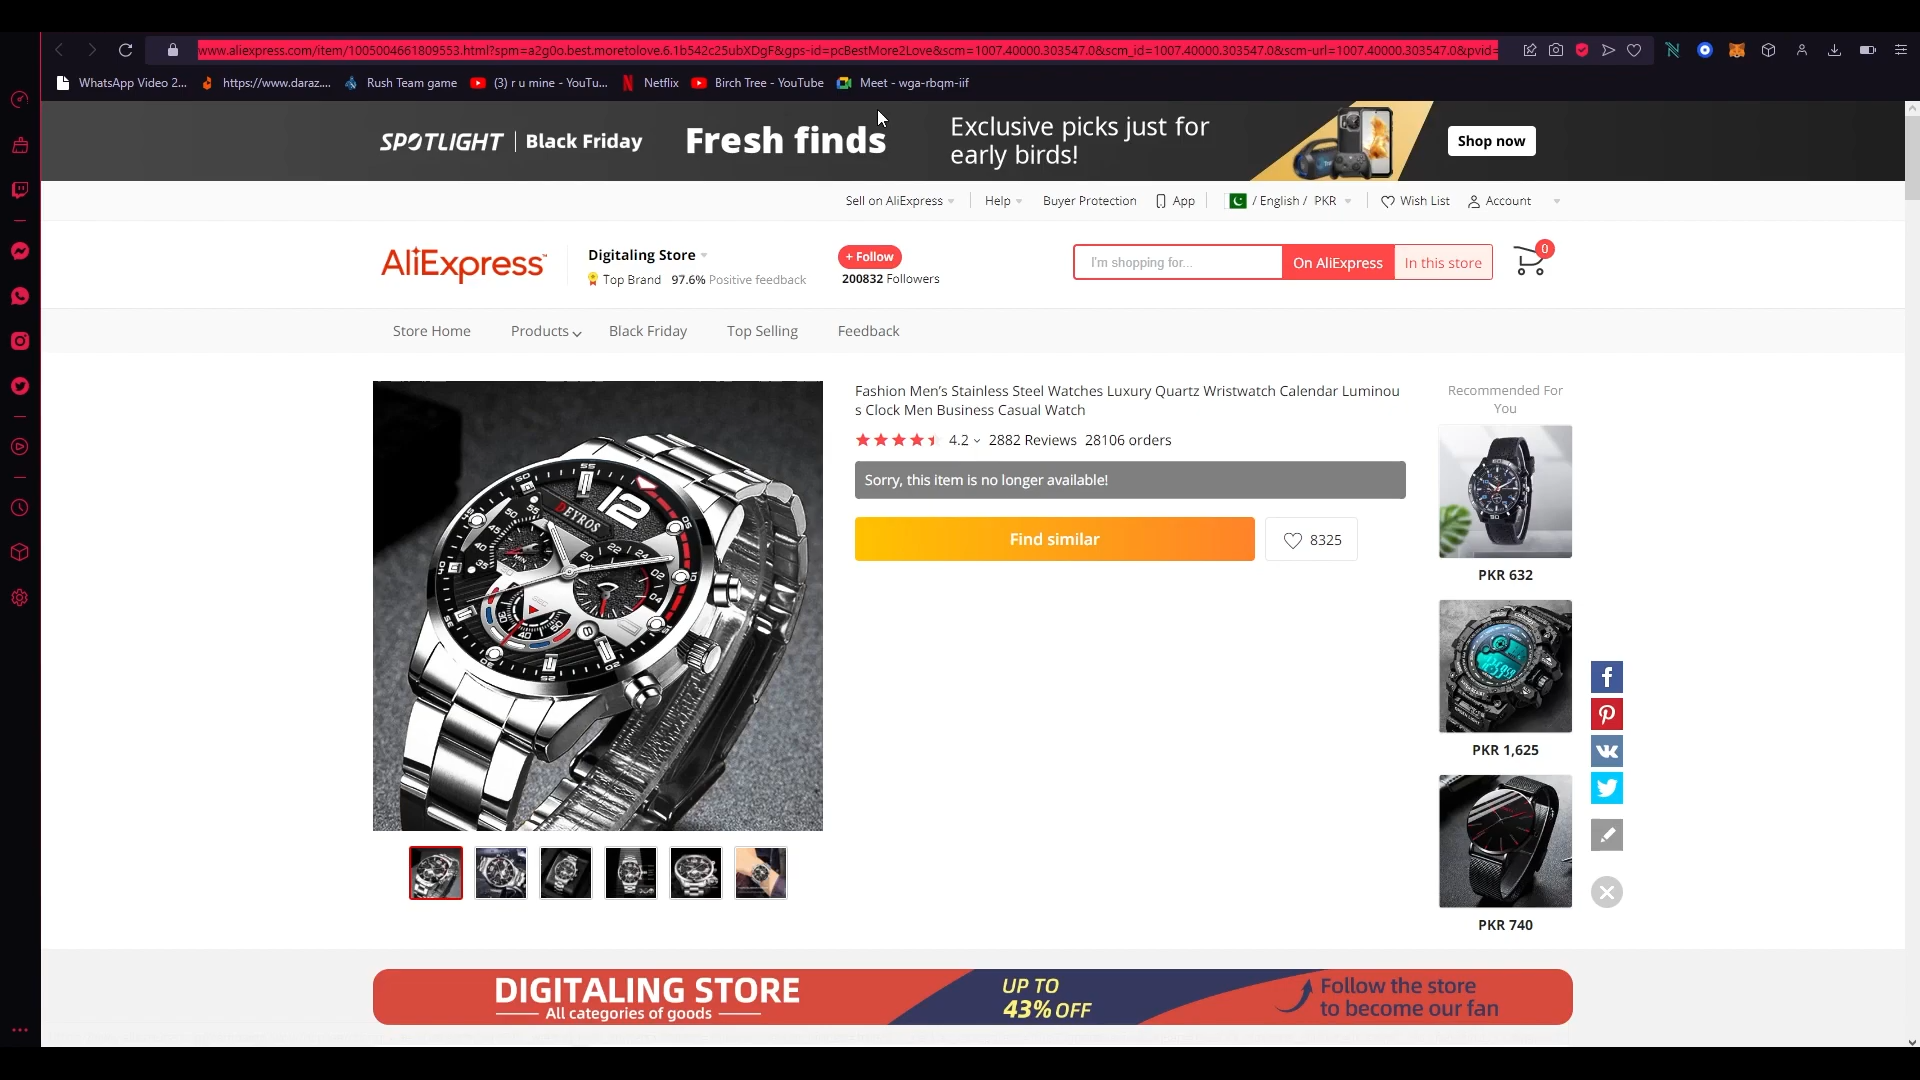 www.aliexpress.com/item/1005004661809553.html?spm=a2g0o.best.moretolove.6.1b542c25ubXDgF&gps-id=pcBestMore2Love&scm=1007.40000.303547.0&scm_id=1007.40000.303547.0&scm-url=1007.40000.303547.0&pvid=
WhatsApp Video 2... https://www.daraz.... Rush Team game (3) r u mine - YouTu... Netflix Birch Tree - YouTube Meet - wga-rbqm-iif
SPOTLIGHT | Black Friday
Fresh finds
Exclusive picks just for
early birds!
Shop now
Sell on AliExpress Help Buyer Protection App / English / PKR Wish List Account
AliExpress
Digitaling Store
Top Brand 97.6% Positive feedback
+ Follow
200832 Followers
I'm shopping for... On AliExpress In this store
0
Store Home Products Black Friday Top Selling Feedback
Fashion Men's Stainless Steel Watches Luxury Quartz Wristwatch Calendar Luminou
s Clock Men Business Casual Watch
4.2 2882 Reviews 28106 orders
Sorry, this item is no longer available!
Find similar
8325
DEYROS
12
Recommended For
You
PKR 632
PKR 1,625
PKR 740
DIGITALING STORE
All categories of goods
UP TO
43% OFF
Follow the store
to become our fan